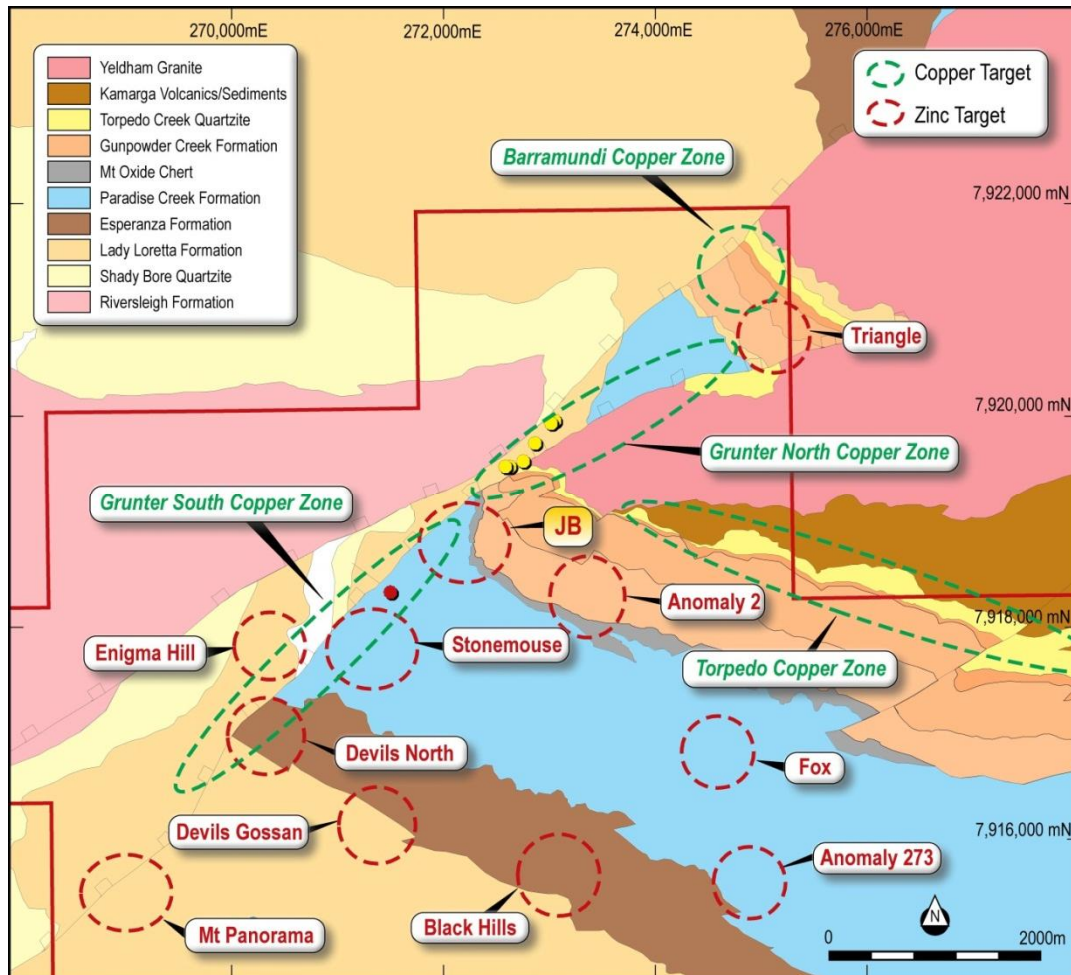 270,000mE
272,000mE
274,000mE
276,000mE
Yeldham Granite
Kamarga Volcanics/Sediments
Torpedo Creek Quartzite
Gunpowder Creek Formation
Mt Oxide Chert
Paradise Creek Formation
Esperanza Formation
Lady Loretta Formation
Shady Bore Quartzite
Riversleigh Formation
Copper Target
Zinc Target
Barramundi Copper Zone
7,922,000 mN
Triangle
7,920,000 mN
Grunter North Copper Zone
Grunter South Copper Zone
JB
Anomaly 2
7,918,000 mN
Enigma Hill
Stonemouse
Torpedo Copper Zone
Devils North
Fox
Devils Gossan
7,916,000 mN
Anomaly 273
Black Hills
Mt Panorama
N
0
2000m